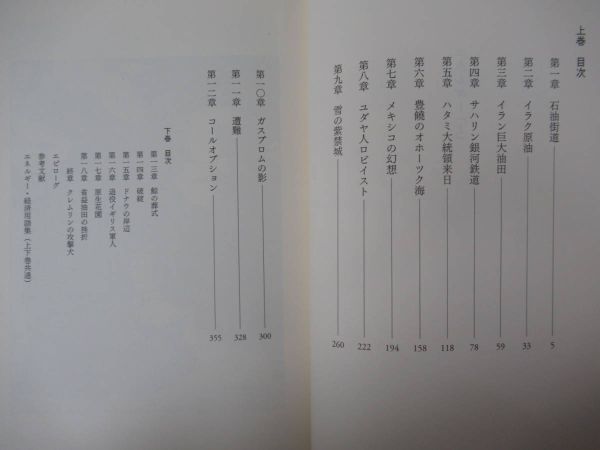 上巻 目次
第一章 石油街道 5
第二章 イラク原油 33
第三章 イラン巨大油田 59
第四章 サハリン銀河鉄道 78
第五章 ハタミ大統領来日 118
第六章 豊饒のオホーツク海 158
第七章 メキシコの幻想 194
第八章 ユダヤ人ロビイスト 222
第九章 雪の紫禁城 260
第一〇章 ガスプロムの影 300
第一一章 遭難 328
第一二章 コールオプション 355
下巻 目次
第一三章 鯨の葬式
第一四章 破綻
第一五章 ドナウの岸辺
第一六章 退役イギリス軍人
第一七章 原生花園
第一八章 省益油田の挫折
終章 クレムリンの攻撃犬
エピローグ
参考文献
エネルギー・経済用語集(上下巻共通)